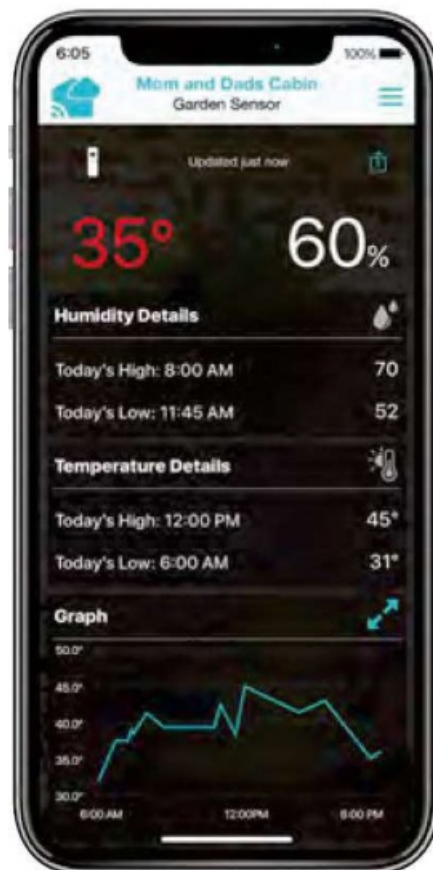 6:05
100%
Mom and Dads Cabin
Garden Sensor
Updated just now
35° 60%
Humidity Details
Today's High: 8:00 AM 70
Today's Low: 11:45 AM 52
Temperature Details
Today's High: 12:00 PM 45°
Today's Low: 6:00 AM 31°
Graph
50.0°
45.0°
40.0°
35.0°
30.0°
6:00 AM 12:00PM 6:00 PM